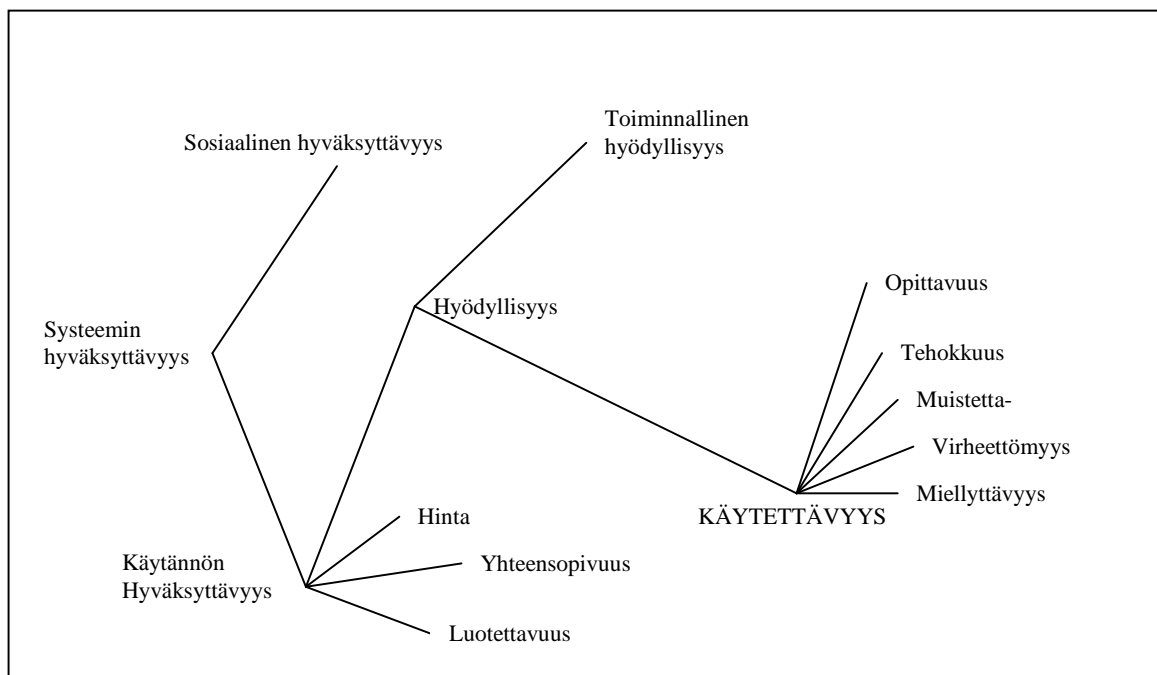 Toiminnallinen
hyödyllisyys
Sosiaalinen hyväksyttävyys
Opittavuus
Hyödyllisyys
Systeemin
hyväksyttävyys
Tehokkuus
Muistetta-
Virheettömyys
Miellyttävyys
KÄYTETTÄVYYS
Hinta
Käytännön
Hyväksyttävyys
Yhteensopivuus
Luotettavuus